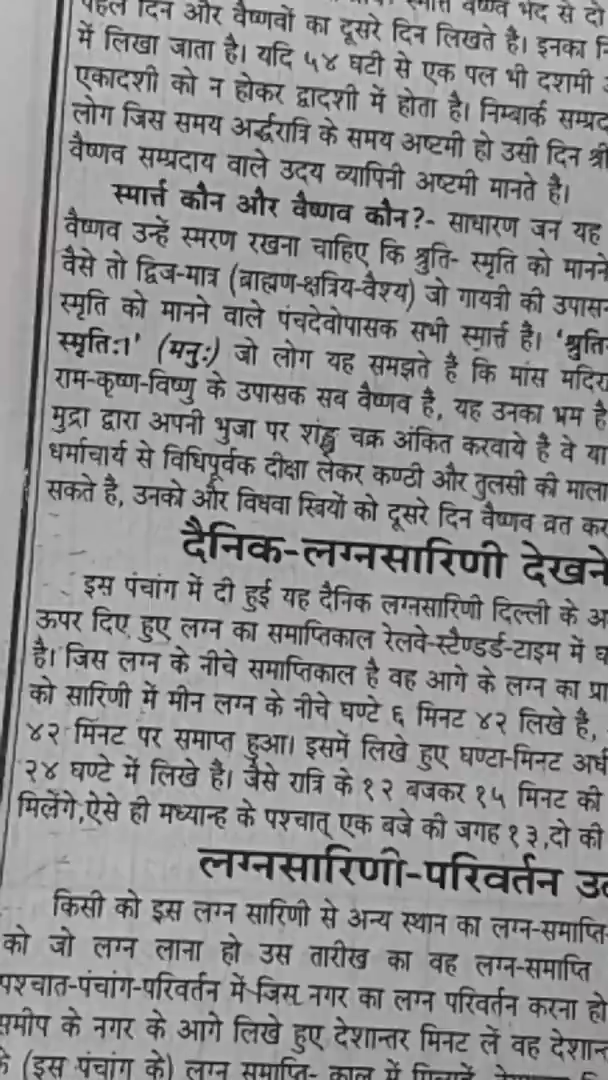 पहले दिन और वैष्णवों का दूसरे दिन लिखते है। इनका
में लिखा जाता है। यदि ५४ घटी से एक पल भी दशमी
एकादशी को न होकर द्वादशी में होता है। निम्बार्क सम्प्रद
लोग जिस समय अर्द्धरात्रि के समय अष्टमी हो उसी दिन श्री
वैष्णव सम्प्रदाय वाले उदय व्यापिनी अष्टमी मानते है।
स्मार्त्त कौन और वैष्णव कौन?- साधारण जन यह
वैष्णव उन्हें स्मरण रखना चाहिए कि श्रुति- स्मृति को मानने
वैसे तो द्विज-मात्र (ब्राह्मण-क्षत्रिय-वैश्य) जो गायत्री की उपास
स्मृति को मानने वाले पंचदेवोपासक सभी स्मार्त्त है। 'श्रुति
स्मृतिः।' (मनुः) जो लोग यह समझते है कि मांस मदिरा
राम-कृष्ण-विष्णु के उपासक सब वैष्णव है, यह उनका भ्रम है
मुद्रा द्वारा अपनी भुजा पर शंङ्ख चक्र अंकित करवाये है वे या
धर्माचार्य से विधिपूर्वक दीक्षा लेकर कण्ठी और तुलसी की माला
सकते है, उनको और विधवा स्त्रियों को दूसरे दिन वैष्णव व्रत कर
दैनिक-लग्नसारिणी देखने
इस पंचांग में दी हुई यह दैनिक लग्नसारिणी दिल्ली के अ
ऊपर दिए हुए लग्न का समाप्तिकाल रेलवे-स्टैण्डर्ड-टाइम में घ
है। जिस लग्न के नीचे समाप्तिकाल है वह आगे के लग्न का प्रा
को सारिणी में मीन लग्न के नीचे घण्टे ६ मिनट ४२ लिखे है,
४२ मिनट पर समाप्त हुआ। इसमें लिखे हुए घण्टा-मिनट अर्ध
२४ घण्टे में लिखे है। जैसे रात्रि के १२ बजकर १५ मिनट की
मिलेंगे,ऐसे ही मध्यान्ह के पश्चात् एक बजे की जगह १३,दो की
लग्नसारिणी-परिवर्तन उ
किसी को इस लग्न सारिणी से अन्य स्थान का लग्न-समाप्ति
को जो लग्न लाना हो उस तारीख का वह लग्न-समाप्ति
पश्चात-पंचांग-परिवर्तन में जिस नगर का लग्न परिवर्तन करना हो
समीप के नगर के आगे लिखे हुए देशान्तर मिनट लें वह देशान्त
के (इस पंचांग के) लग्न समाप्ति- काल में